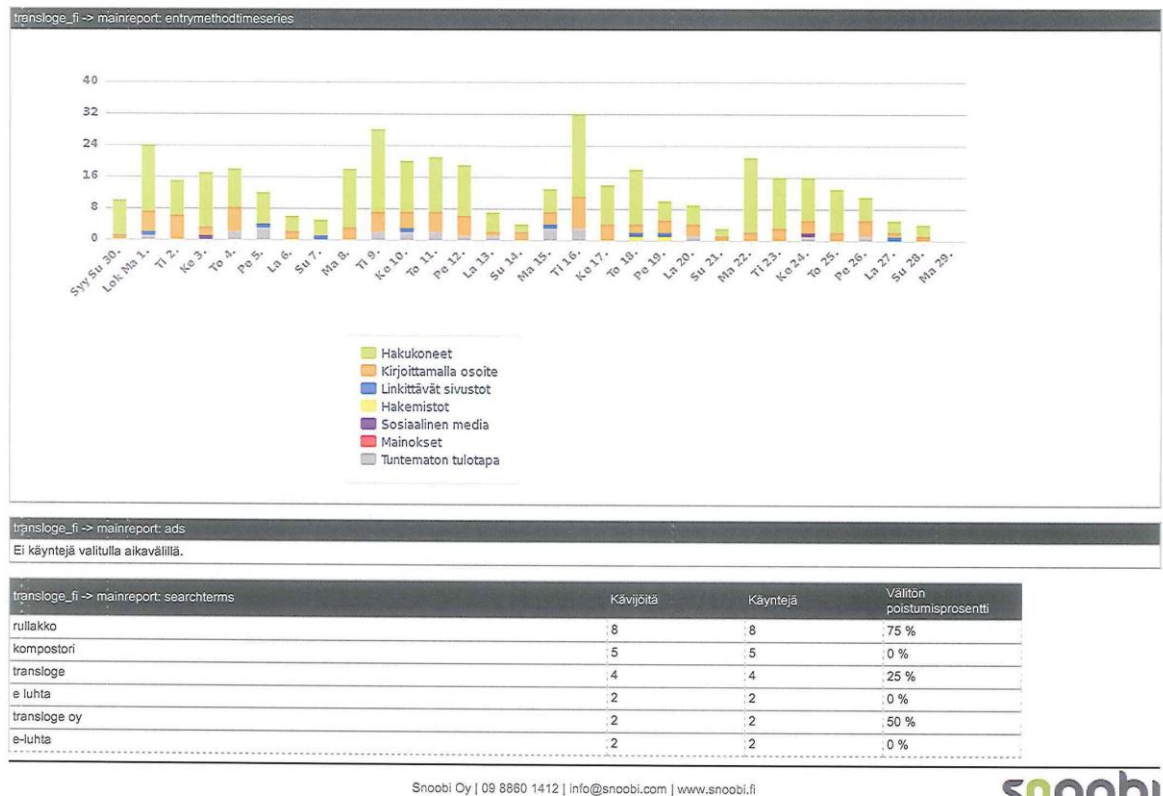 transloge_fi -> mainreport: entrymethodtimeseries
40
32
24
16
8
0
Syy Su 30.
Lok Ma 1.
Ti 2.
Ke 3.
To 4.
Pe 5.
La 6.
Su 7.
Ma 8.
Ti 9.
Ke 10.
To 11.
Pe 12.
La 13.
Su 14.
Ma 15.
Ti 16.
Ke 17.
To 18.
Pe 19.
La 20.
Su 21.
Ma 22.
Ti 23.
Ke 24.
To 25.
Pe 26.
La 27.
Su 28.
Ma 29.
Hakukoneet
Kirjoittamalla osoite
Linkittävät sivustot
Hakemistot
Sosiaalinen media
Mainokset
Tuntematon tulotapa
transloge_fi -> mainreport: ads
Ei käyntejä valitulla aikavälillä.
transloge_fi -> mainreport: searchterms Kävijöitä Käyntejä Välitön poistumisprosentti
rullakko 8 8 75 %
kompostori 5 5 0 %
transloge 4 4 25 %
e luhta 2 2 0 %
transloge oy 2 2 50 %
e-luhta 2 2 0 %
Snoobi Oy | 09 8860 1412 | info@snoobi.com | www.snoobi.fi
snoobi